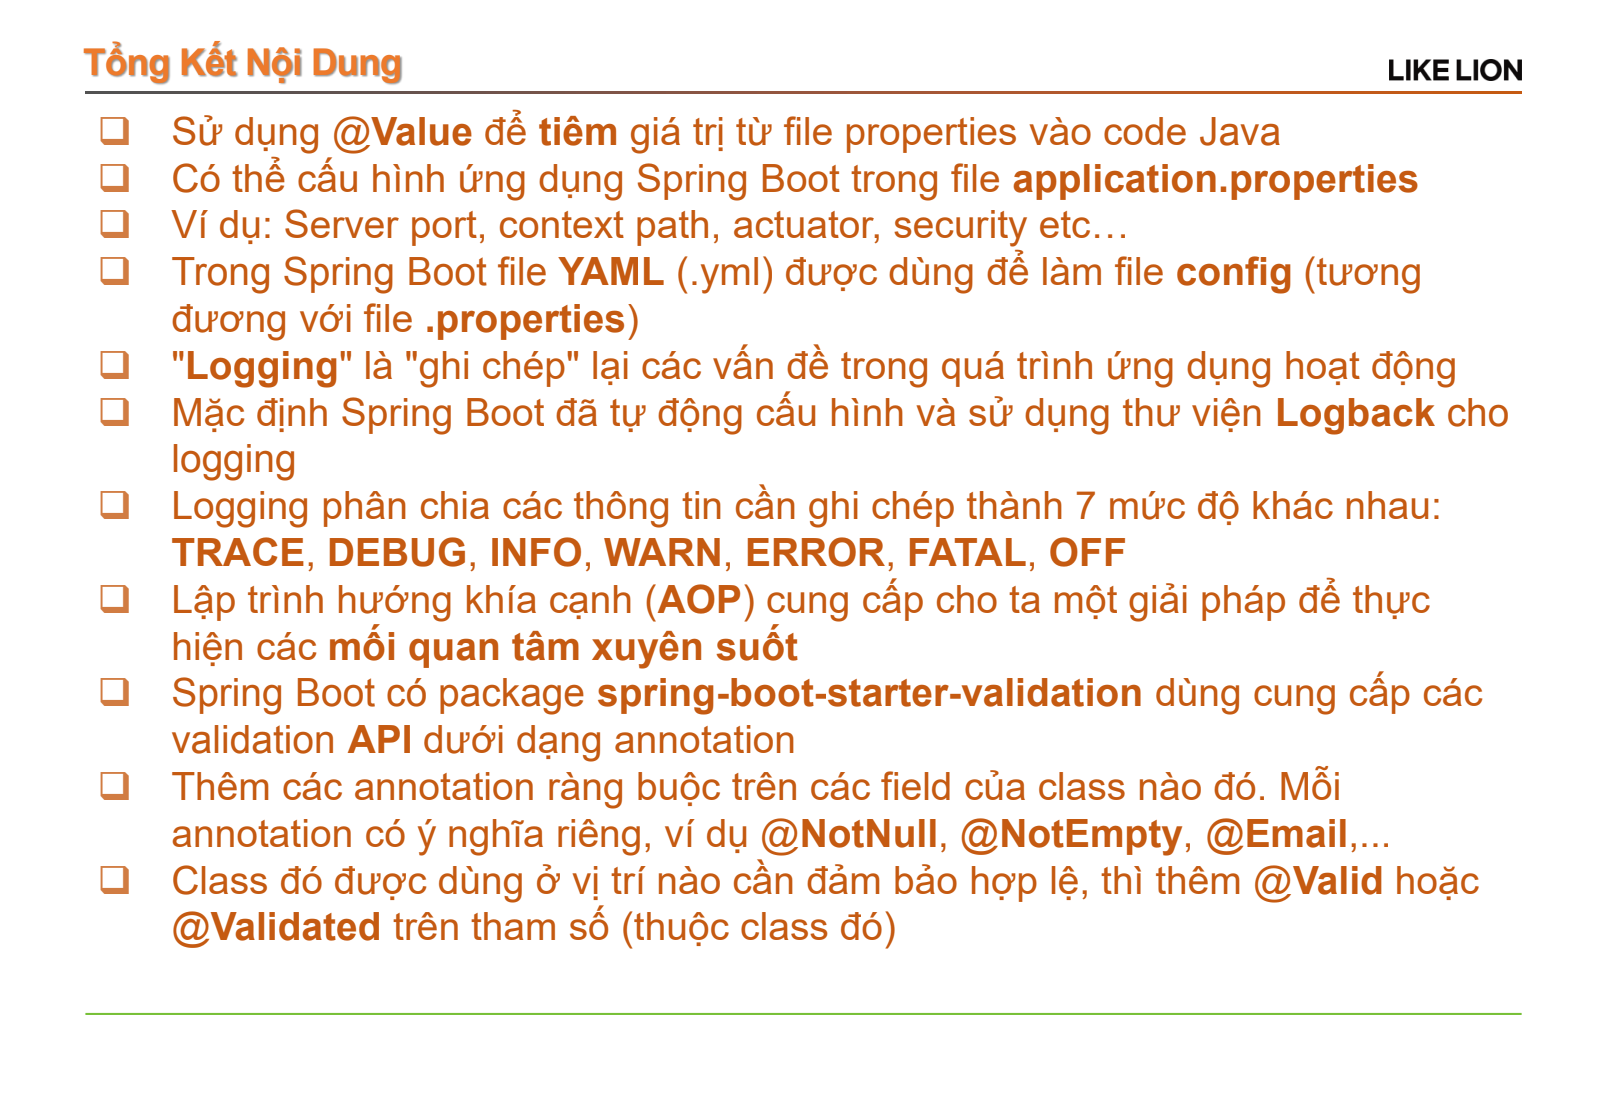 Tổng Kết Nội Dung
LIKE LION
Sử dụng @Value để tiêm giá trị từ file properties vào code Java
Có thể cấu hình ứng dụng Spring Boot trong file application.properties
Ví dụ: Server port, context path, actuator, security etc…
Trong Spring Boot file YAML (.yml) được dùng để làm file config (tương
đương với file .properties)
"Logging" là "ghi chép" lại các vấn đề trong quá trình ứng dụng hoạt động
Mặc định Spring Boot đã tự động cấu hình và sử dụng thư viện Logback cho
logging
Logging phân chia các thông tin cần ghi chép thành 7 mức độ khác nhau:
TRACE, DEBUG, INFO, WARN, ERROR, FATAL, OFF
Lập trình hướng khía cạnh (AOP) cung cấp cho ta một giải pháp để thực
hiện các mối quan tâm xuyên suốt
Spring Boot có package spring-boot-starter-validation dùng cung cấp các
validation API dưới dạng annotation
Thêm các annotation ràng buộc trên các field của class nào đó. Mỗi
annotation có ý nghĩa riêng, ví dụ @NotNull, @NotEmpty, @Email,...
Class đó được dùng ở vị trí nào cần đảm bảo hợp lệ, thì thêm @Valid hoặc
@Validated trên tham số (thuộc class đó)